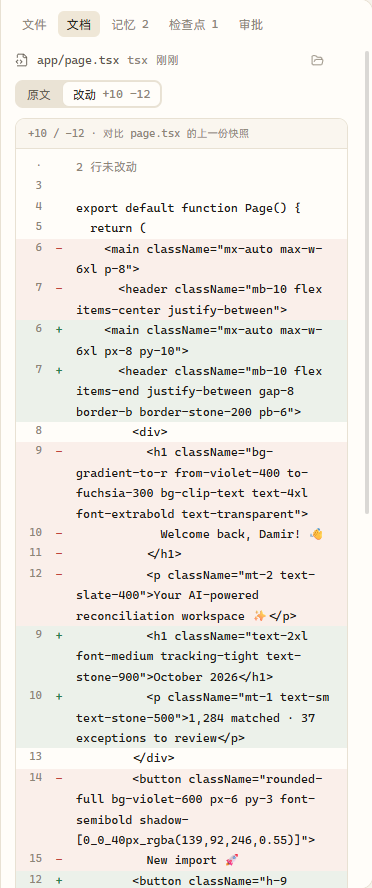 文件 文档 记忆 2 检查点 1 审批
app/page.tsx tsx 刚刚
原文 改动 +10 −12
+10 / −12 · 对比 page.tsx 的上一份快照
· 2 行未改动
3
4 export default function Page() {
5 return (
6 − <main className="mx-auto max-w-
6xl p-8">
7 − <header className="mb-10 flex
items-center justify-between">
6 + <main className="mx-auto max-w-
6xl px-8 py-10">
7 + <header className="mb-10 flex
items-end justify-between gap-8
border-b border-stone-200 pb-6">
8 <div>
9 − <h1 className="bg-
gradient-to-r from-violet-400 to-
fuchsia-300 bg-clip-text text-4xl
font-extrabold text-transparent">
10 − Welcome back, Damir! 👋
11 − </h1>
12 − <p className="mt-2 text-
slate-400">Your AI-powered
reconciliation workspace ✨</p>
9 + <h1 className="text-2xl
font-medium tracking-tight text-
stone-900">October 2026</h1>
10 + <p className="mt-1 text-sm
text-stone-500">1,284 matched · 37
exceptions to review</p>
13 </div>
14 − <button className="rounded-
full bg-violet-600 px-6 py-3 font-
semibold shadow-
[0_0_40px_rgba(139,92,246,0.55)]">
15 − New import 🚀
12 + <button className="h-9